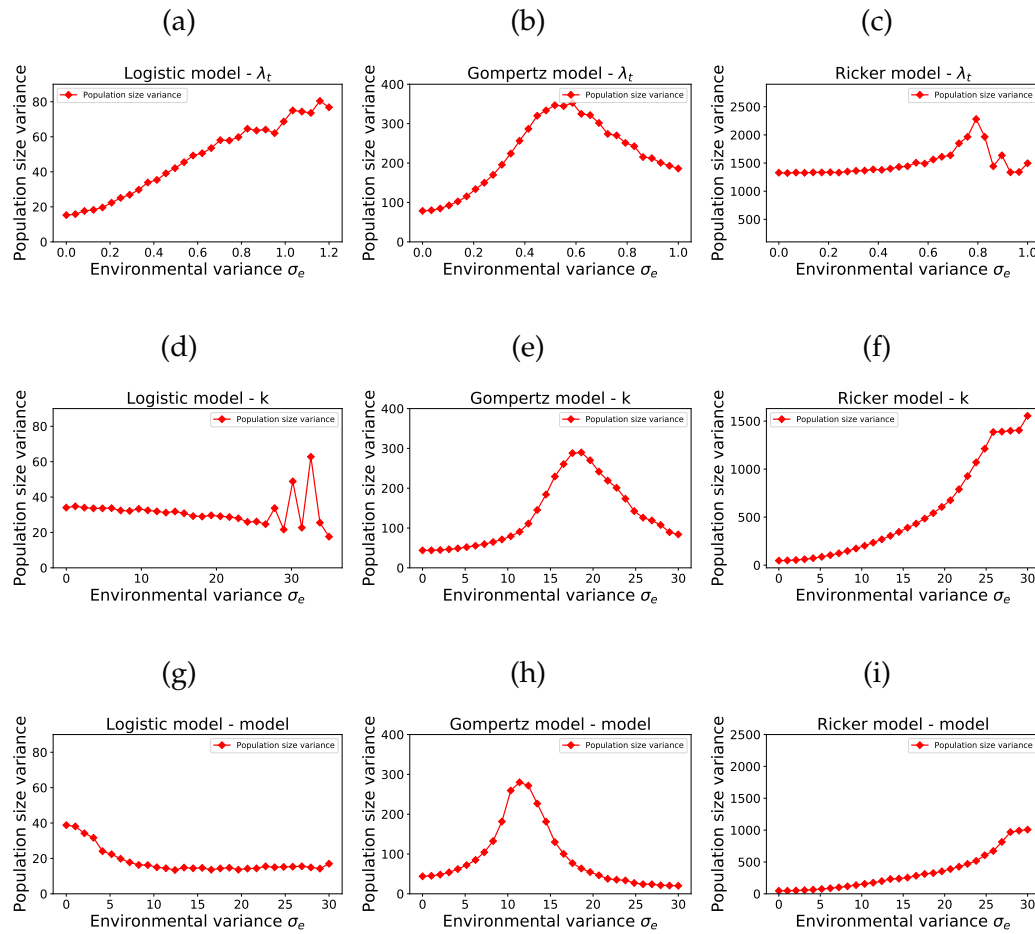 (a)
(b)
(c)
Logistic model - λt
Population size variance
Population size variance
80
60
40
20
0
0.0 0.2 0.4 0.6 0.8 1.0 1.2
Environmental variance σe
Gompertz model - λt
Population size variance
Population size variance
400
300
200
100
0
0.0 0.2 0.4 0.6 0.8 1.0
Environmental variance σe
Ricker model - λt
Population size variance
Population size variance
2500
2000
1500
1000
500
0.0 0.2 0.4 0.6 0.8 1.0
Environmental variance σe
(d)
(e)
(f)
Logistic model - k
Population size variance
Population size variance
80
60
40
20
0
0 10 20 30
Environmental variance σe
Gompertz model - k
Population size variance
Population size variance
400
300
200
100
0
0 5 10 15 20 25 30
Environmental variance σe
Ricker model - k
Population size variance
Population size variance
1500
1000
500
0
0 5 10 15 20 25 30
Environmental variance σe
(g)
(h)
(i)
Logistic model - model
Population size variance
Population size variance
80
60
40
20
0
0 5 10 15 20 25 30
Environmental variance σe
Gompertz model - model
Population size variance
Population size variance
400
300
200
100
0
0 5 10 15 20 25 30
Environmental variance σe
Ricker model - model
Population size variance
Population size variance
2500
2000
1500
1000
500
0
0 5 10 15 20 25 30
Environmental variance σe